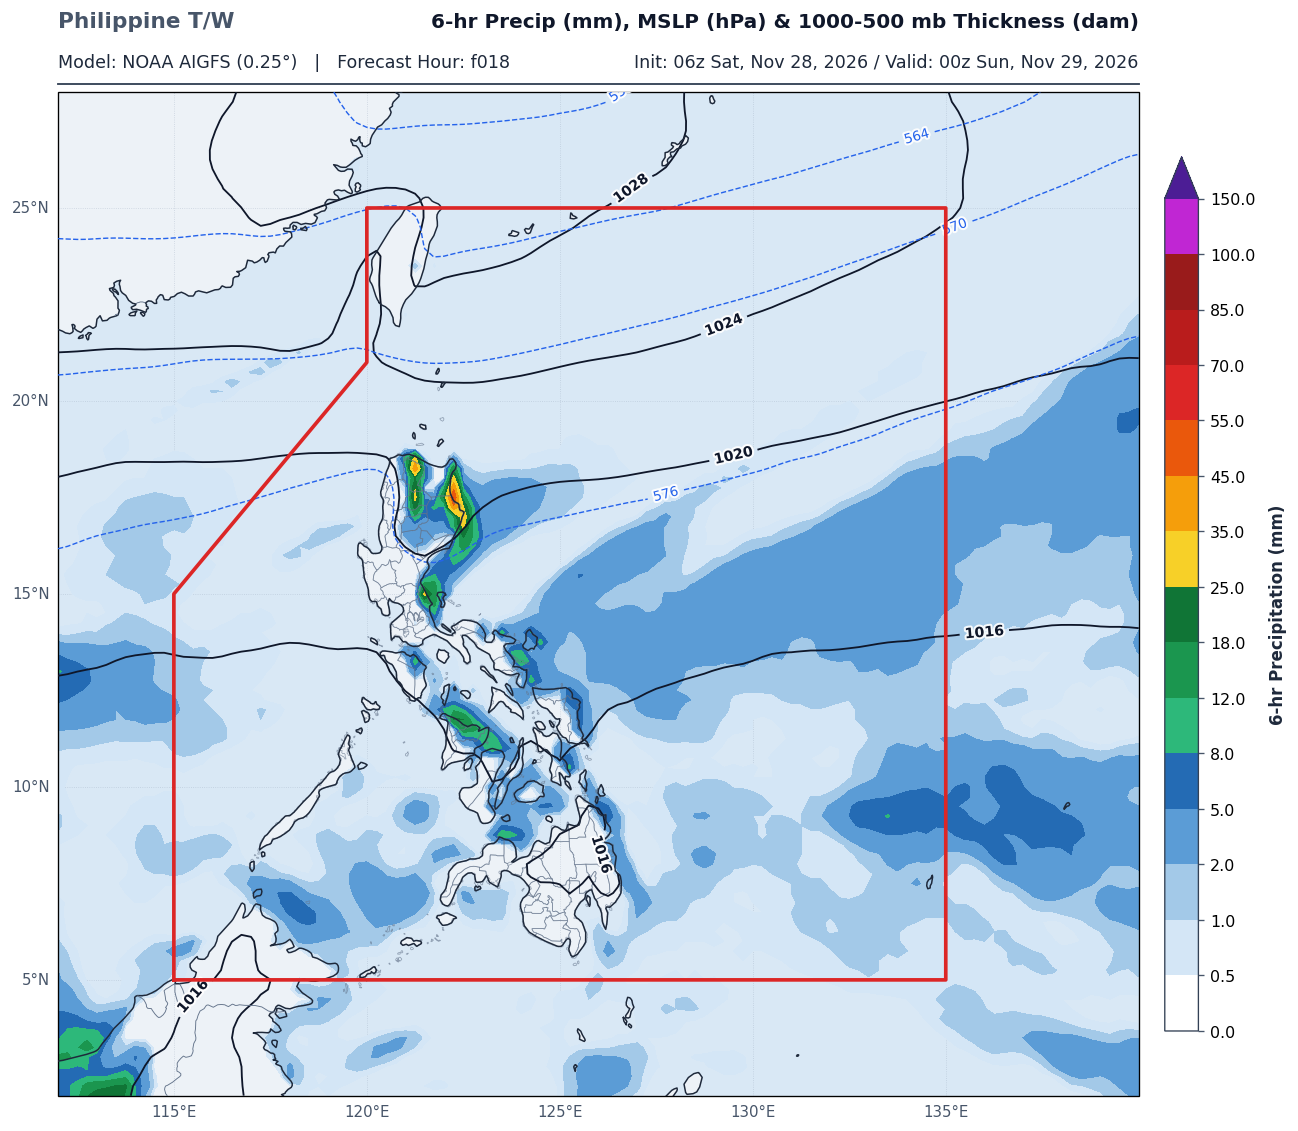 Philippine T/W
6-hr Precip (mm), MSLP (hPa) & 1000-500 mb Thickness (dam)
Model: NOAA AIGFS (0.25°) | Forecast Hour: f018
Init: 06z Sat, Nov 28, 2026 / Valid: 00z Sun, Nov 29, 2026
564
1028
570
1024
1020
576
1016
1016
1016
25°N
20°N
15°N
10°N
5°N
115°E
120°E
125°E
130°E
135°E
150.0
100.0
85.0
70.0
55.0
45.0
35.0
25.0
18.0
12.0
8.0
5.0
2.0
1.0
0.5
0.0
6-hr Precipitation (mm)